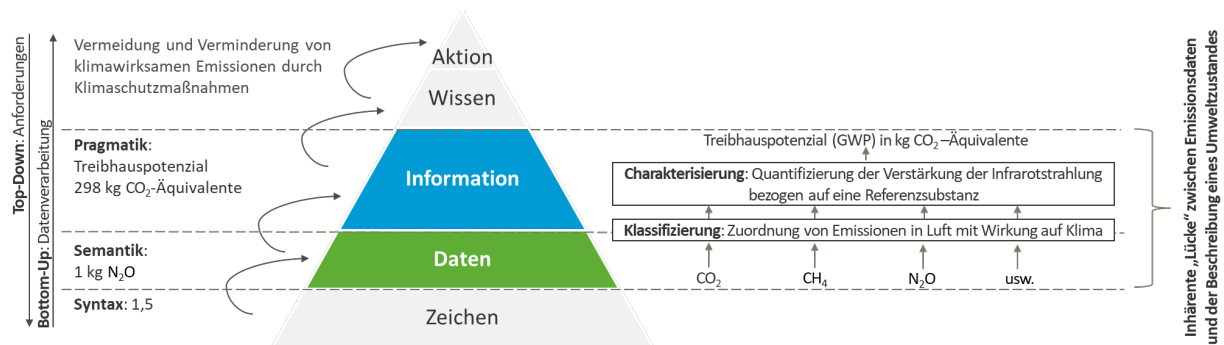 Top-Down: Anforderungen
Bottom-Up: Datenverarbeitung
Vermeidung und Verminderung von
klimawirksamen Emissionen durch
Klimaschutzmaßnahmen
Pragmatik:
Treibhauspotenzial
298 kg CO₂-Äquivalente
Semantik:
1 kg N₂O
Syntax: 1,5
Aktion
Wissen
Information
Daten
Zeichen
Treibhauspotenzial (GWP) in kg CO₂–Äquivalente
Charakterisierung: Quantifizierung der Verstärkung der Infrarotstrahlung
bezogen auf eine Referenzsubstanz
Klassifizierung: Zuordnung von Emissionen in Luft mit Wirkung auf Klima
CO₂ CH₄ N₂O usw.
Inhärente „Lücke“ zwischen Emissionsdaten
und der Beschreibung eines Umweltzustandes